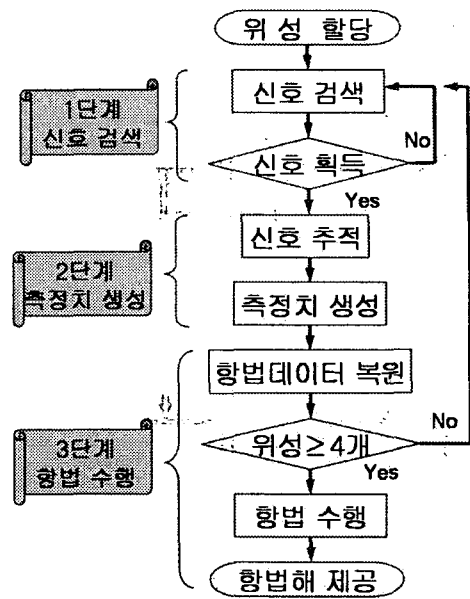 위성 할당
1단계
신호 검색
신호 검색
신호 획득
No
Yes
신호 추적
2단계
측정치 생성
측정치 생성
항법데이터 복원
위성≥4개
No
Yes
3단계
항법 수행
항법 수행
항법해 제공